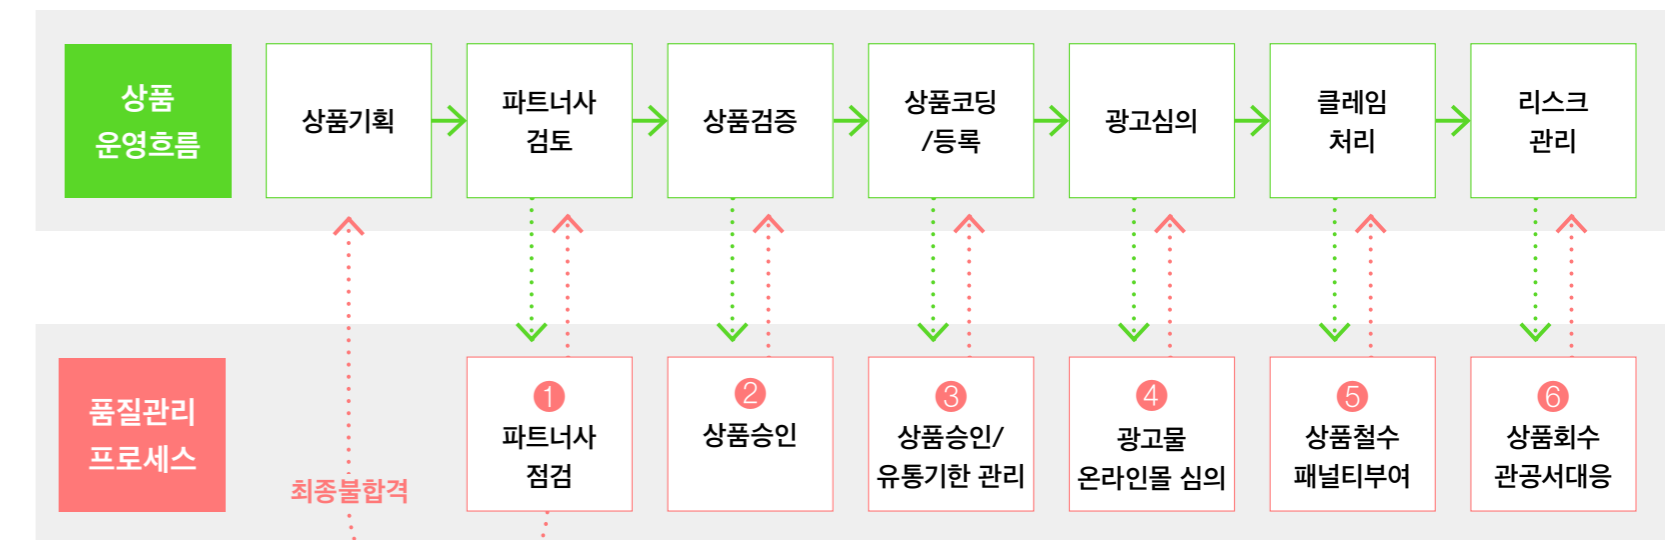 상품
운영흐름
상품기획
파트너사
검토
상품검증
상품코딩
/등록
광고심의
클레임
처리
리스크
관리
품질관리
프로세스
최종불합격
1
파트너사
점검
2
상품승인
3
상품승인/
유통기한 관리
4
광고물
온라인몰 심의
5
상품철수
패널티부여
6
상품회수
관공서대응